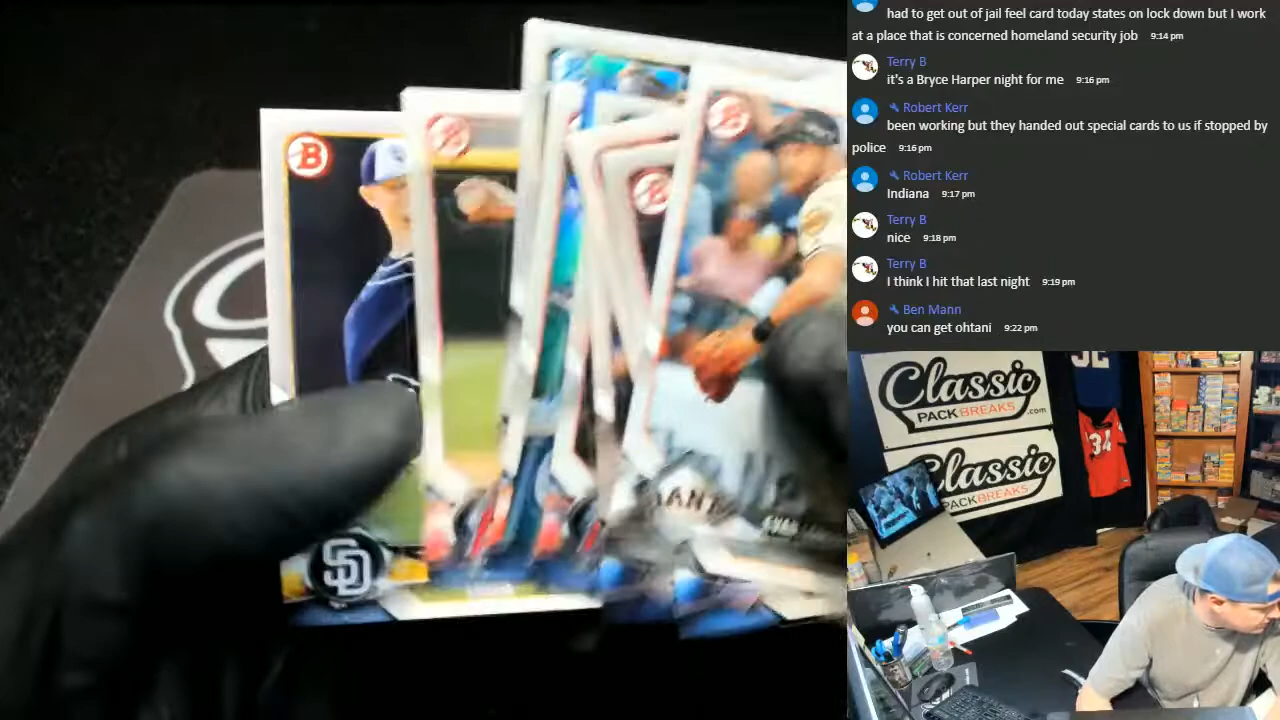 had to get out of jail feel card today states on lock down but I work
at a place that is concerned homeland security job 9:14 pm
Terry B
it's a Bryce Harper night for me 9:16 pm
Robert Kerr
been working but they handed out special cards to us if stopped by
police 9:16 pm
Robert Kerr
Indiana 9:17 pm
Terry B
nice 9:18 pm
Terry B
I think I hit that last night 9:19 pm
Ben Mann
you can get ohtani 9:22 pm
B
SD
GIANTS
Classic
PACK BREAKS .com
Classic
PACK BREAKS
34